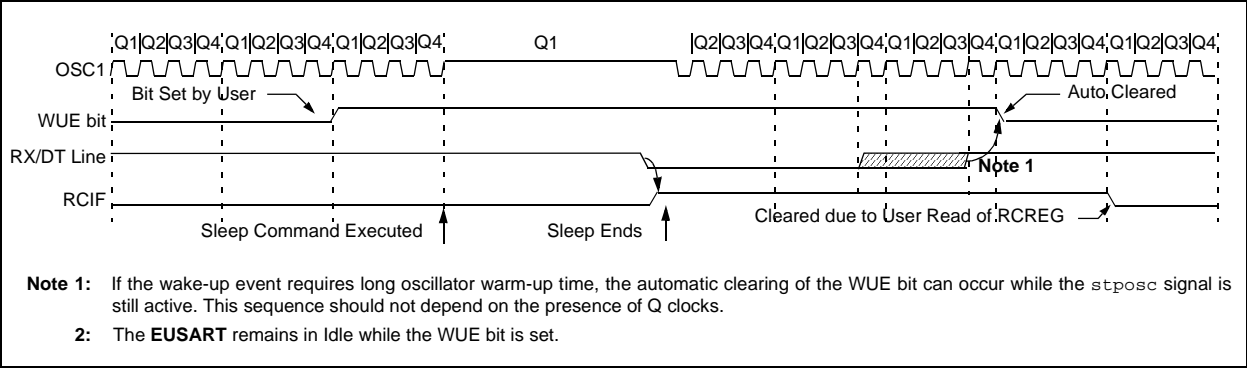 Q1 Q2 Q3 Q4 Q1 Q2 Q3 Q4 Q1 Q2 Q3 Q4 Q1 Q2 Q3 Q4 Q1 Q2 Q3 Q4 Q1 Q2 Q3 Q4 Q1 Q2 Q3 Q4 Q1 Q2 Q3 Q4
OSC1
Bit Set by User
Auto Cleared
WUE bit
RX/DT Line
Note 1
RCIF
Cleared due to User Read of RCREG
Sleep Command Executed
Sleep Ends
Note 1: If the wake-up event requires long oscillator warm-up time, the automatic clearing of the WUE bit can occur while the stposc signal is
still active. This sequence should not depend on the presence of Q clocks.
2: The EUSART remains in Idle while the WUE bit is set.